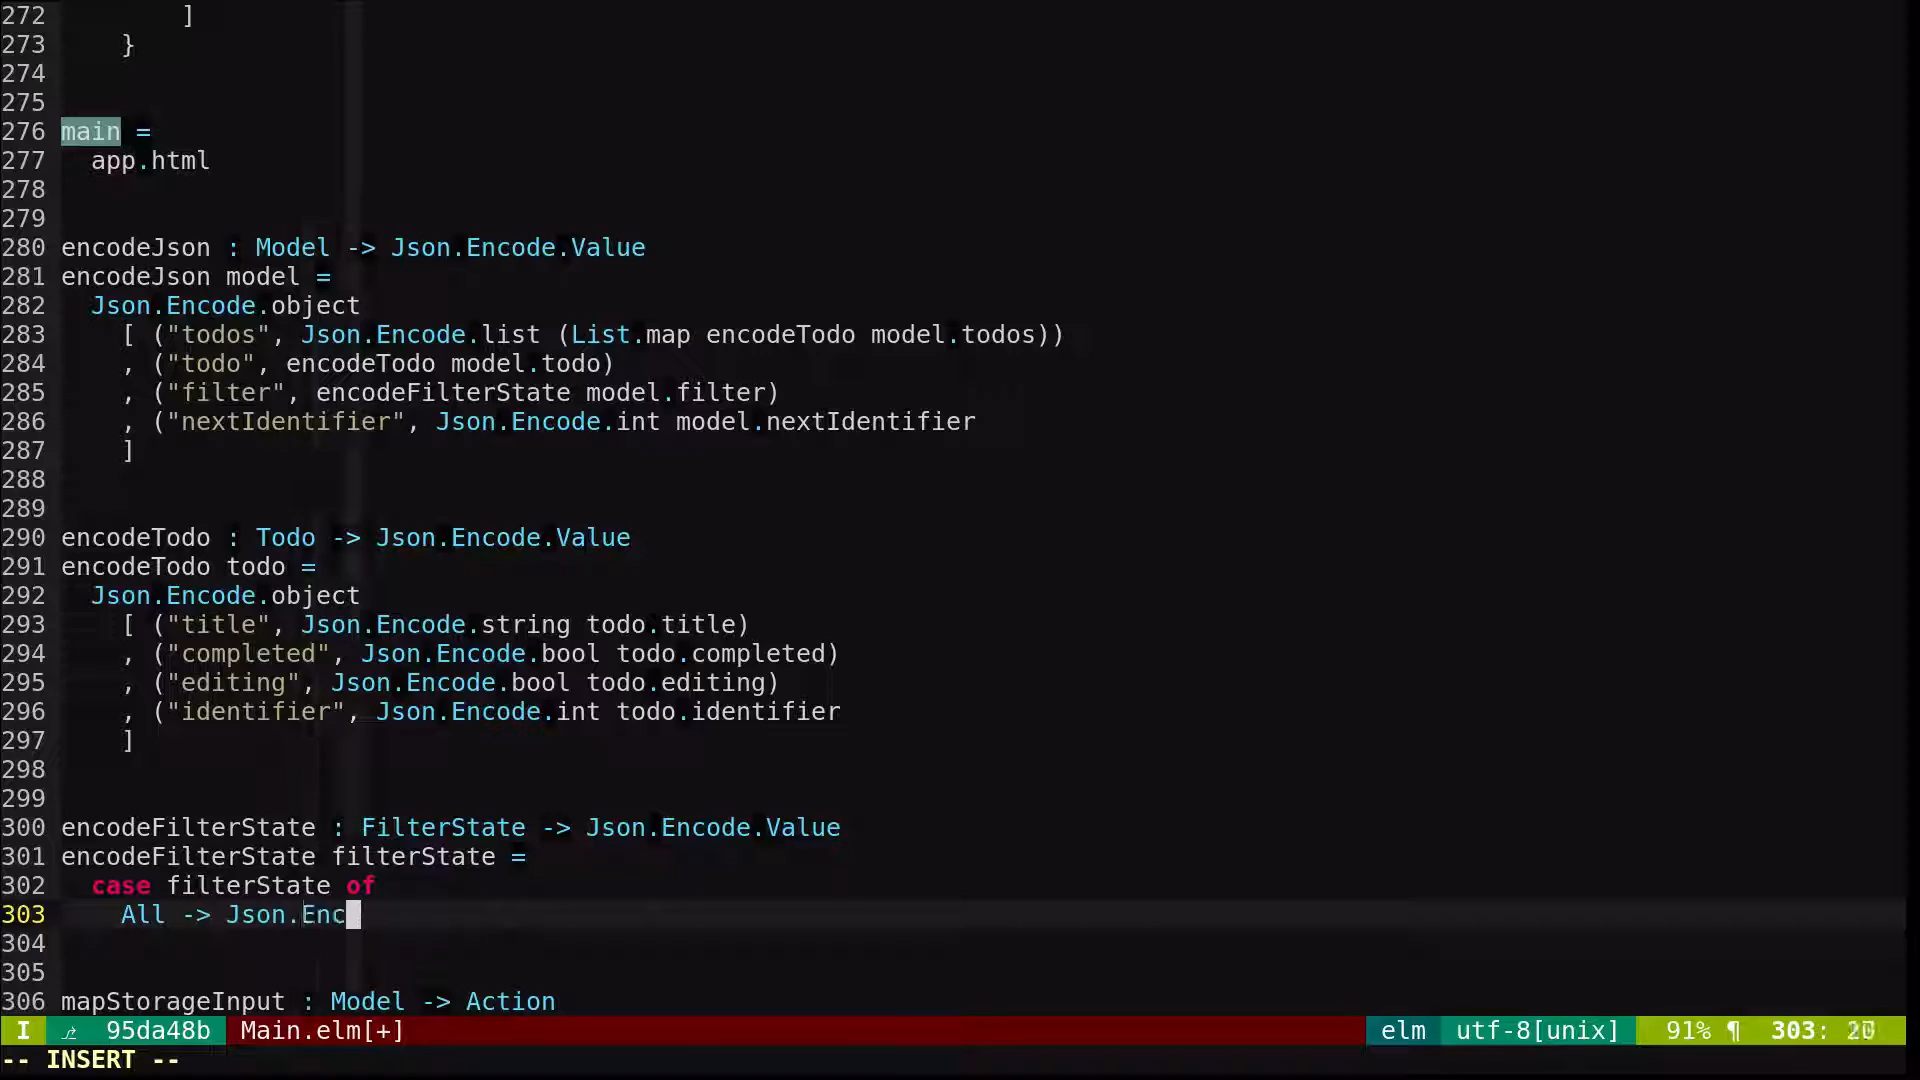 272         ]
273     }
274
275
276 main =
277   app.html
278
279
280 encodeJson : Model -> Json.Encode.Value
281 encodeJson model =
282   Json.Encode.object
283     [ ("todos", Json.Encode.list (List.map encodeTodo model.todos))
284     , ("todo", encodeTodo model.todo)
285     , ("filter", encodeFilterState model.filter)
286     , ("nextIdentifier", Json.Encode.int model.nextIdentifier
287     ]
288
289
290 encodeTodo : Todo -> Json.Encode.Value
291 encodeTodo todo =
292   Json.Encode.object
293     [ ("title", Json.Encode.string todo.title)
294     , ("completed", Json.Encode.bool todo.completed)
295     , ("editing", Json.Encode.bool todo.editing)
296     , ("identifier", Json.Encode.int todo.identifier
297     ]
298
299
300 encodeFilterState : FilterState -> Json.Encode.Value
301 encodeFilterState filterState =
302   case filterState of
303     All -> Json.Enc
304
305
306 mapStorageInput : Model -> Action
I 95da48b Main.elm[+] elm utf-8[unix] 91% ¶ 303:
-- INSERT --